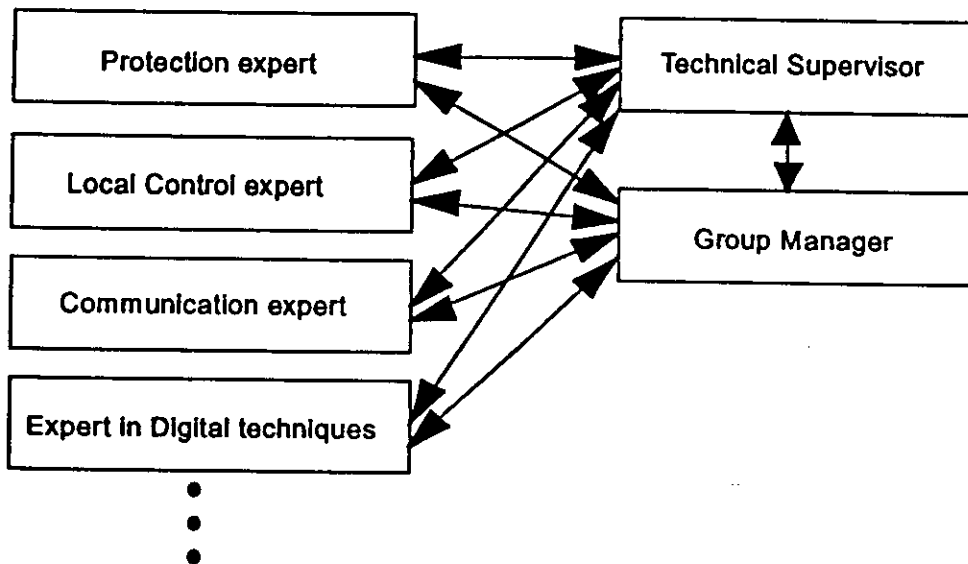 Protection expert
Local Control expert
Communication expert
Expert in Digital techniques
Technical Supervisor
Group Manager